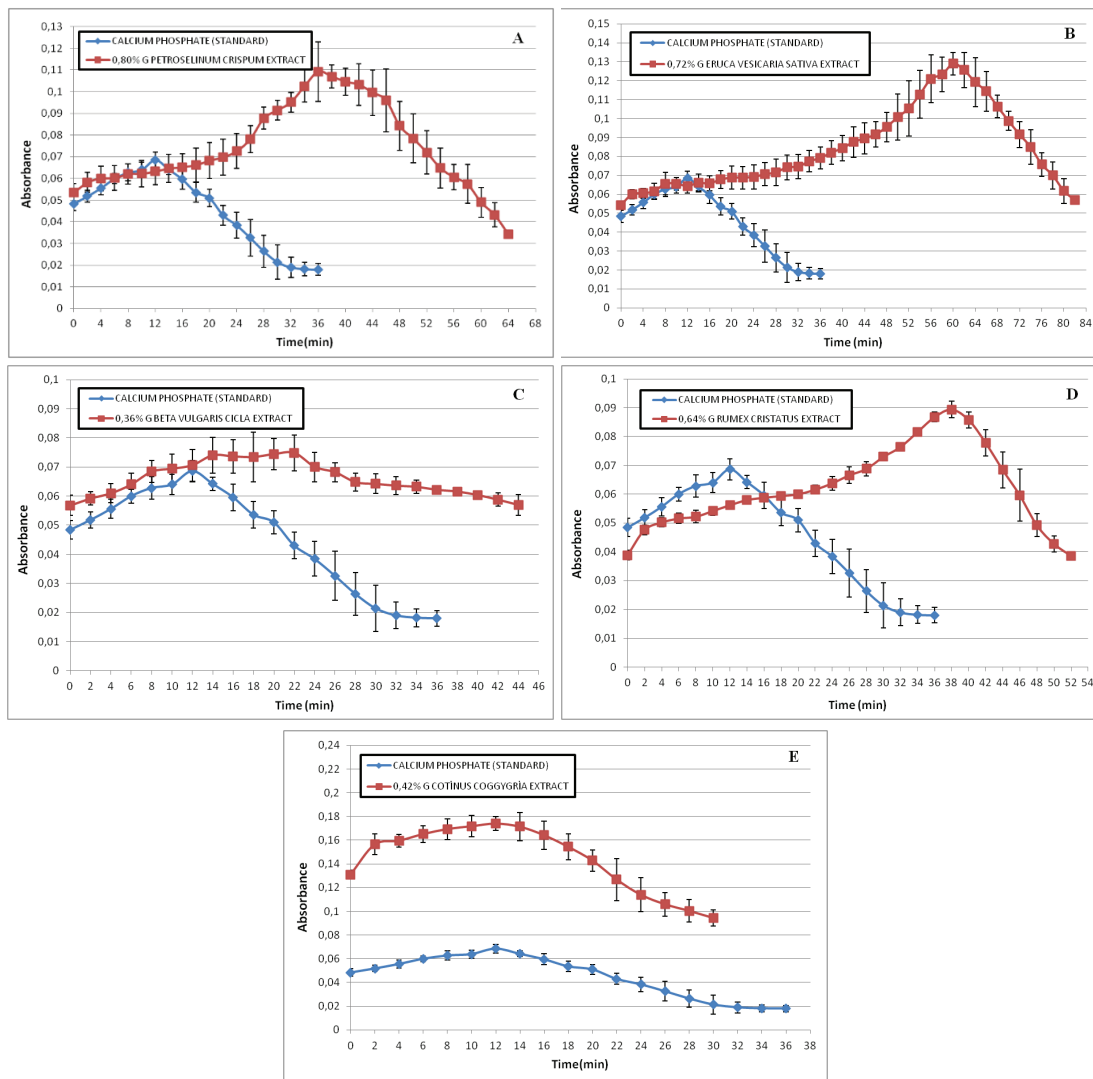 A
CALCIUM PHOSPHATE (STANDARD)
0,80% G PETROSELINUM CRISPUM EXTRACT
Absorbance
0,13
0,12
0,11
0,1
0,09
0,08
0,07
0,06
0,05
0,04
0,03
0,02
0,01
0
0 4 8 12 16 20 24 28 32 36 40 44 48 52 56 60 64 68
Time(min)
B
CALCIUM PHOSPHATE (STANDARD)
0,72% G ERUCA VESICARIA SATIVA EXTRACT
Absorbance
0,15
0,14
0,13
0,12
0,11
0,1
0,09
0,08
0,07
0,06
0,05
0,04
0,03
0,02
0,01
0
0 4 8 12 16 20 24 28 32 36 40 44 48 52 56 60 64 68 72 76 80 84
Time (min)
C
CALCIUM PHOSPHATE (STANDARD)
0,36% G BETA VULGARIS CICLA EXTRACT
Absorbance
0,1
0,09
0,08
0,07
0,06
0,05
0,04
0,03
0,02
0,01
0
0 2 4 6 8 10 12 14 16 18 20 22 24 26 28 30 32 34 36 38 40 42 44 46
Time (min)
D
CALCIUM PHOSPHATE (STANDARD)
0,64% G RUMEX CRISTATUS EXTRACT
Absorbance
0,1
0,09
0,08
0,07
0,06
0,05
0,04
0,03
0,02
0,01
0
0 2 4 6 8 10 12 14 16 18 20 22 24 26 28 30 32 34 36 38 40 42 44 46 48 50 52
Time (min)
E
CALCIUM PHOSPHATE (STANDARD)
0,42% G COTİNUS COGGYGRİA EXTRACT
Absorbance
0,24
0,22
0,2
0,18
0,16
0,14
0,12
0,1
0,08
0,06
0,04
0,02
0
0 2 4 6 8 10 12 14 16 18 20 22 24 26 28 30 32 34 36 38
Time(min)